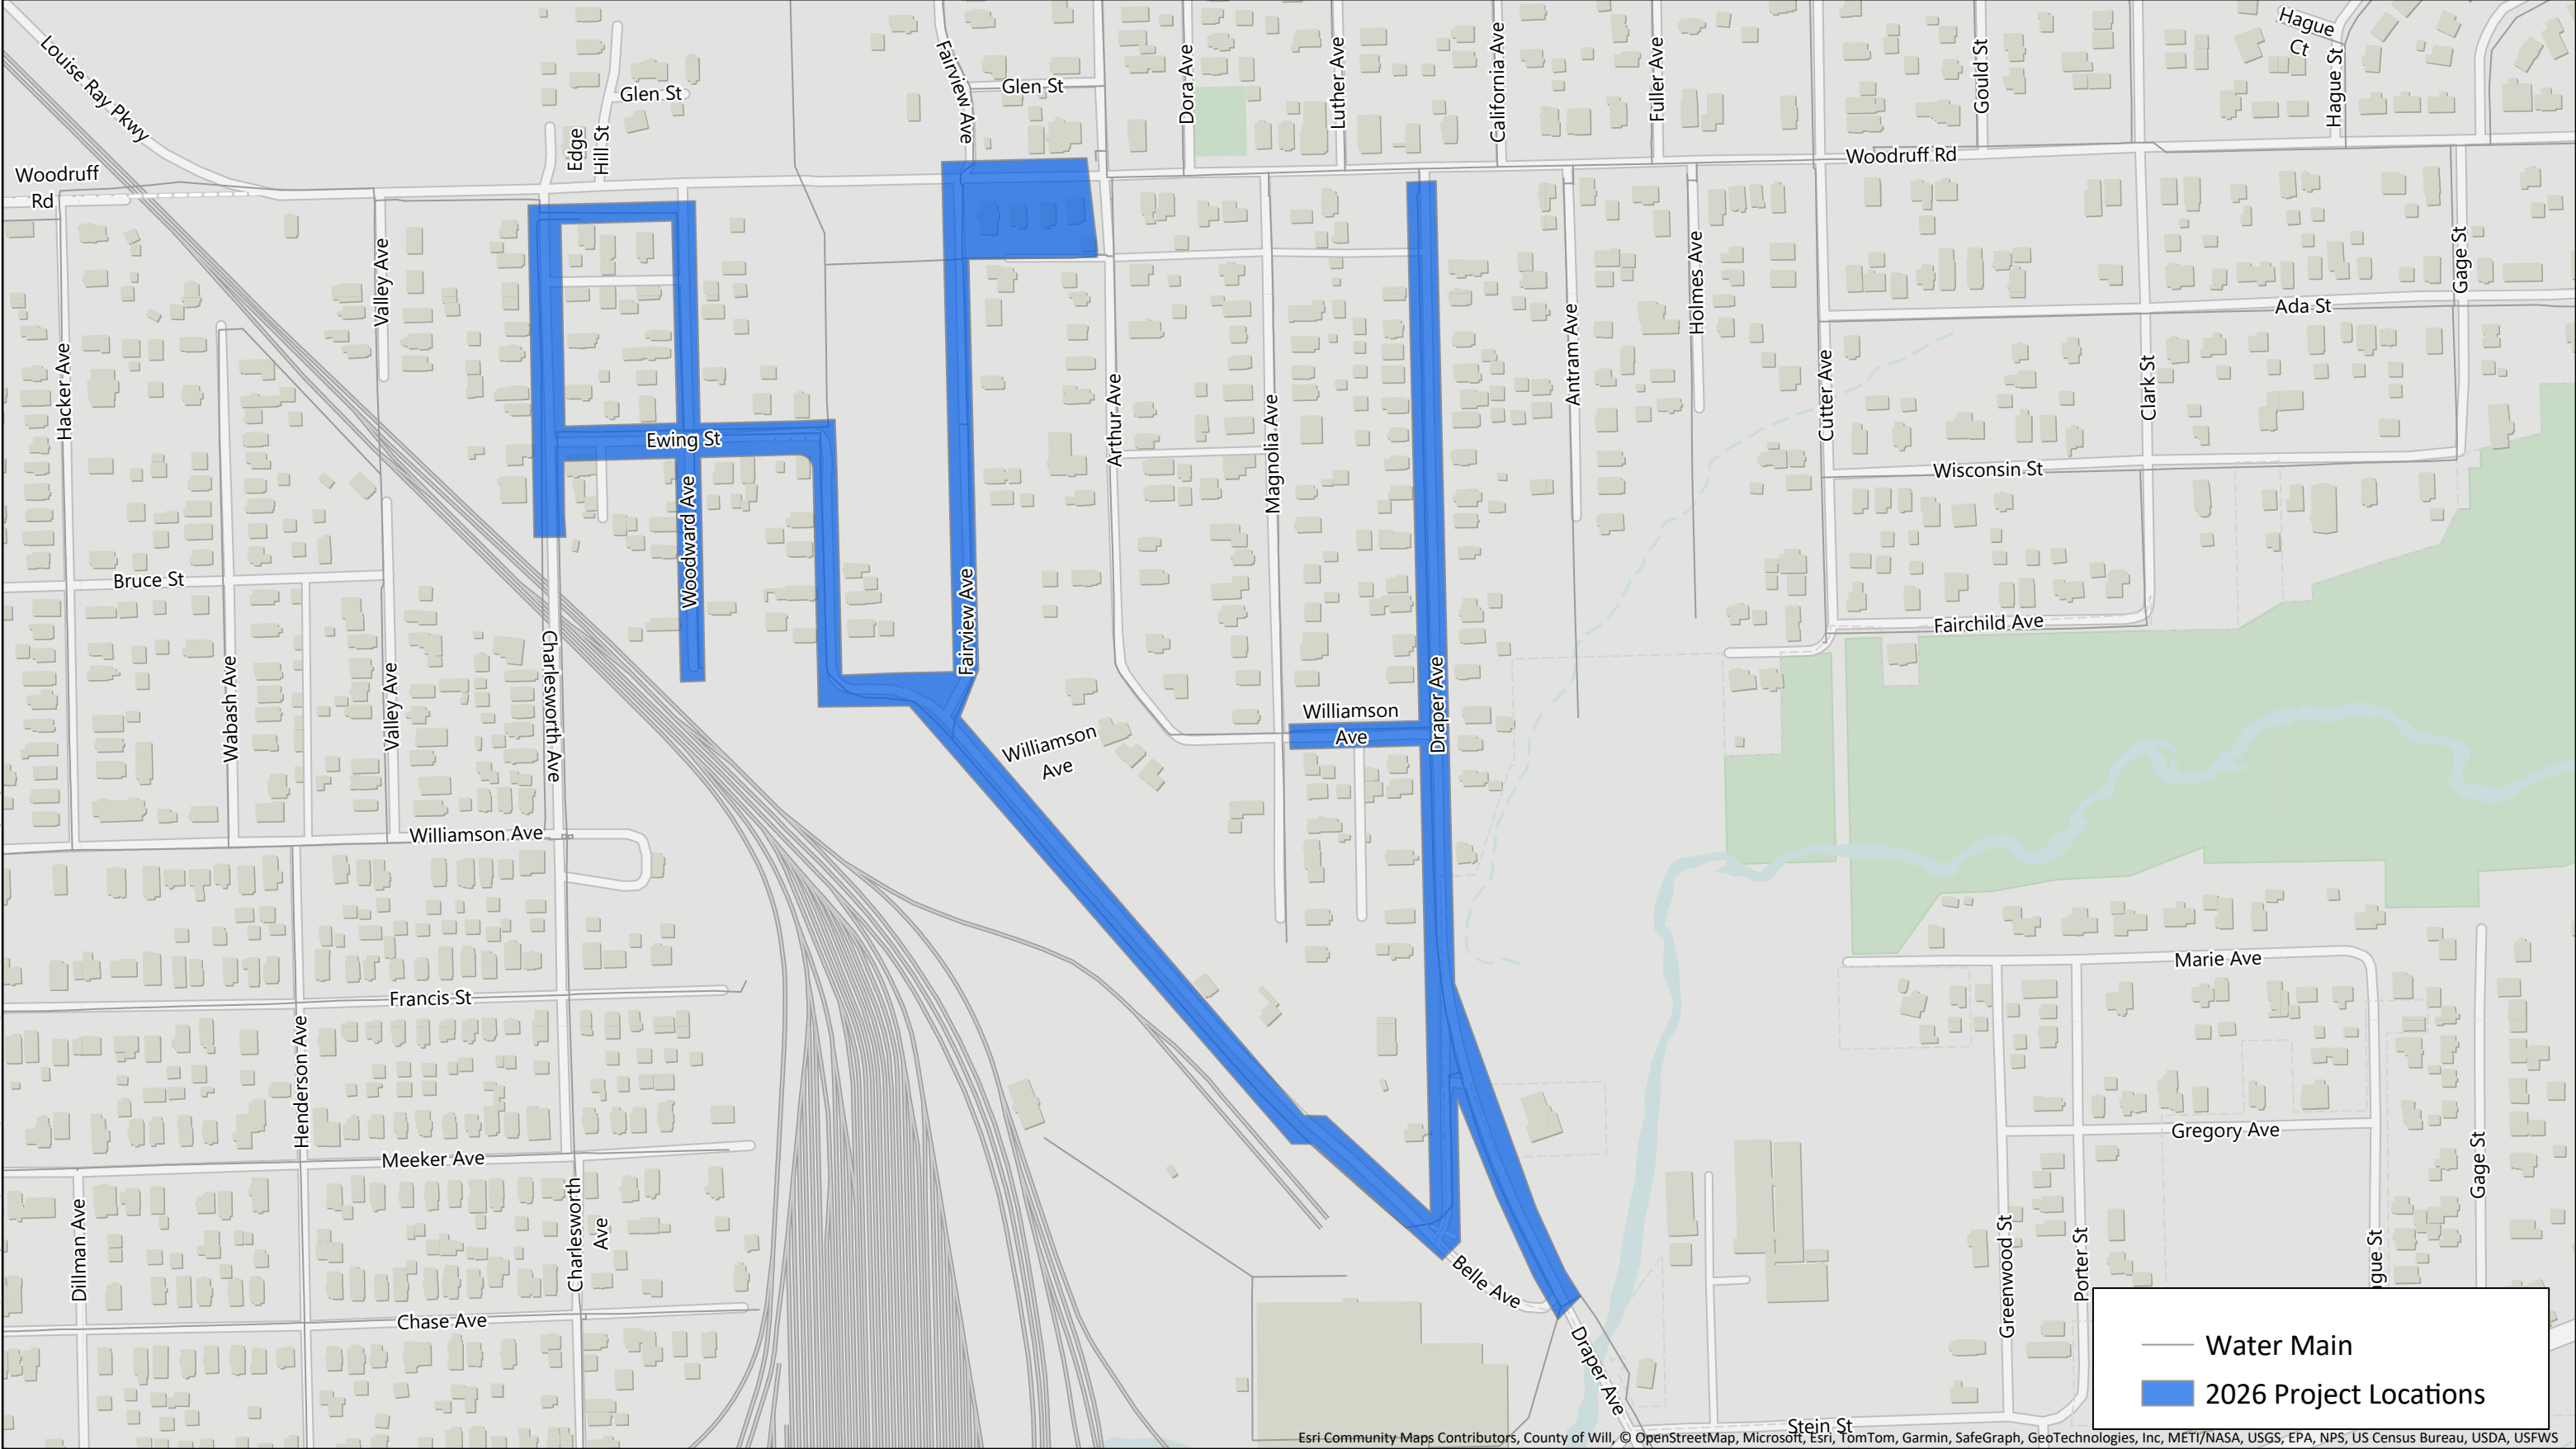 Louise Ray Pkwy
Woodruff
Rd
Edge
Hill St
Glen St
Fairview Ave
Glen St
Dora Ave
Luther Ave
California Ave
Fuller Ave
Woodruff Rd
Gould St
Hague
Ct
Hague St
Valley Ave
Hacker Ave
Holmes Ave
Gage St
Ada St
Antram Ave
Arthur Ave
Magnolia Ave
Cutter Ave
Clark St
Ewing St
Wisconsin St
Woodward Ave
Bruce St
Fairview Ave
Fairchild Ave
Wabash Ave
Valley Ave
Charlesworth Ave
Draper Ave
Williamson
Ave
Williamson
Ave
Williamson Ave
Marie Ave
Francis St
Henderson Ave
Meeker Ave
Gregory Ave
Gage St
Dillman Ave
Charlesworth
Ave
Greenwood St
Porter St
Belle Ave
Chase Ave
Draper Ave
Stein St
Water Main
2026 Project Locations
Esri Community Maps Contributors, County of Will, © OpenStreetMap, Microsoft, Esri, TomTom, Garmin, SafeGraph, GeoTechnologies, Inc, METI/NASA, USGS, EPA, NPS, US Census Bureau, USDA, USFWS